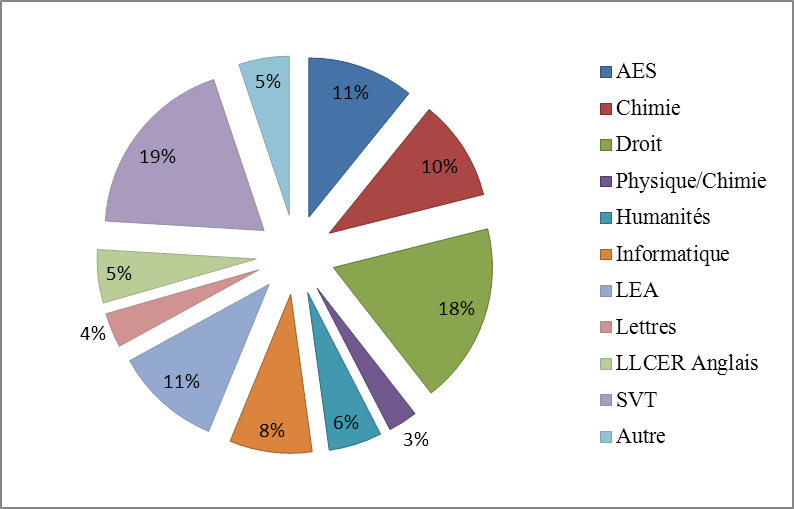 5%
11%
10%
19%
18%
5%
4%
11%
8%
6%
3%
AES
Chimie
Droit
Physique/Chimie
Humanités
Informatique
LEA
Lettres
LLCER Anglais
SVT
Autre